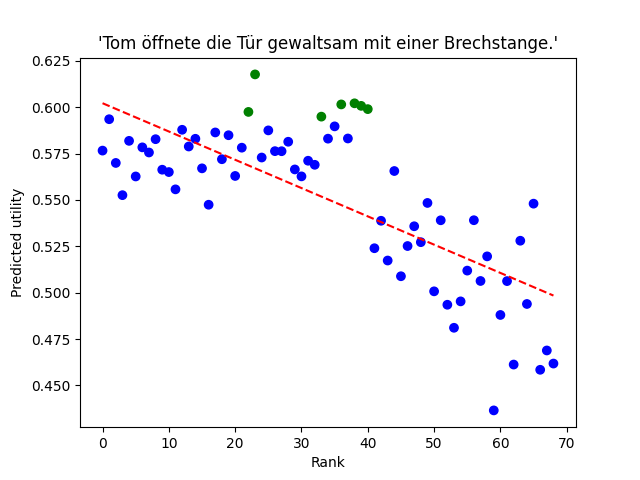 'Tom öffnete die Tür gewaltsam mit einer Brechstange.'
0.625
0.600
0.575
0.550
0.525
0.500
0.475
0.450
Predicted utility
0 10 20 30 40 50 60 70
Rank